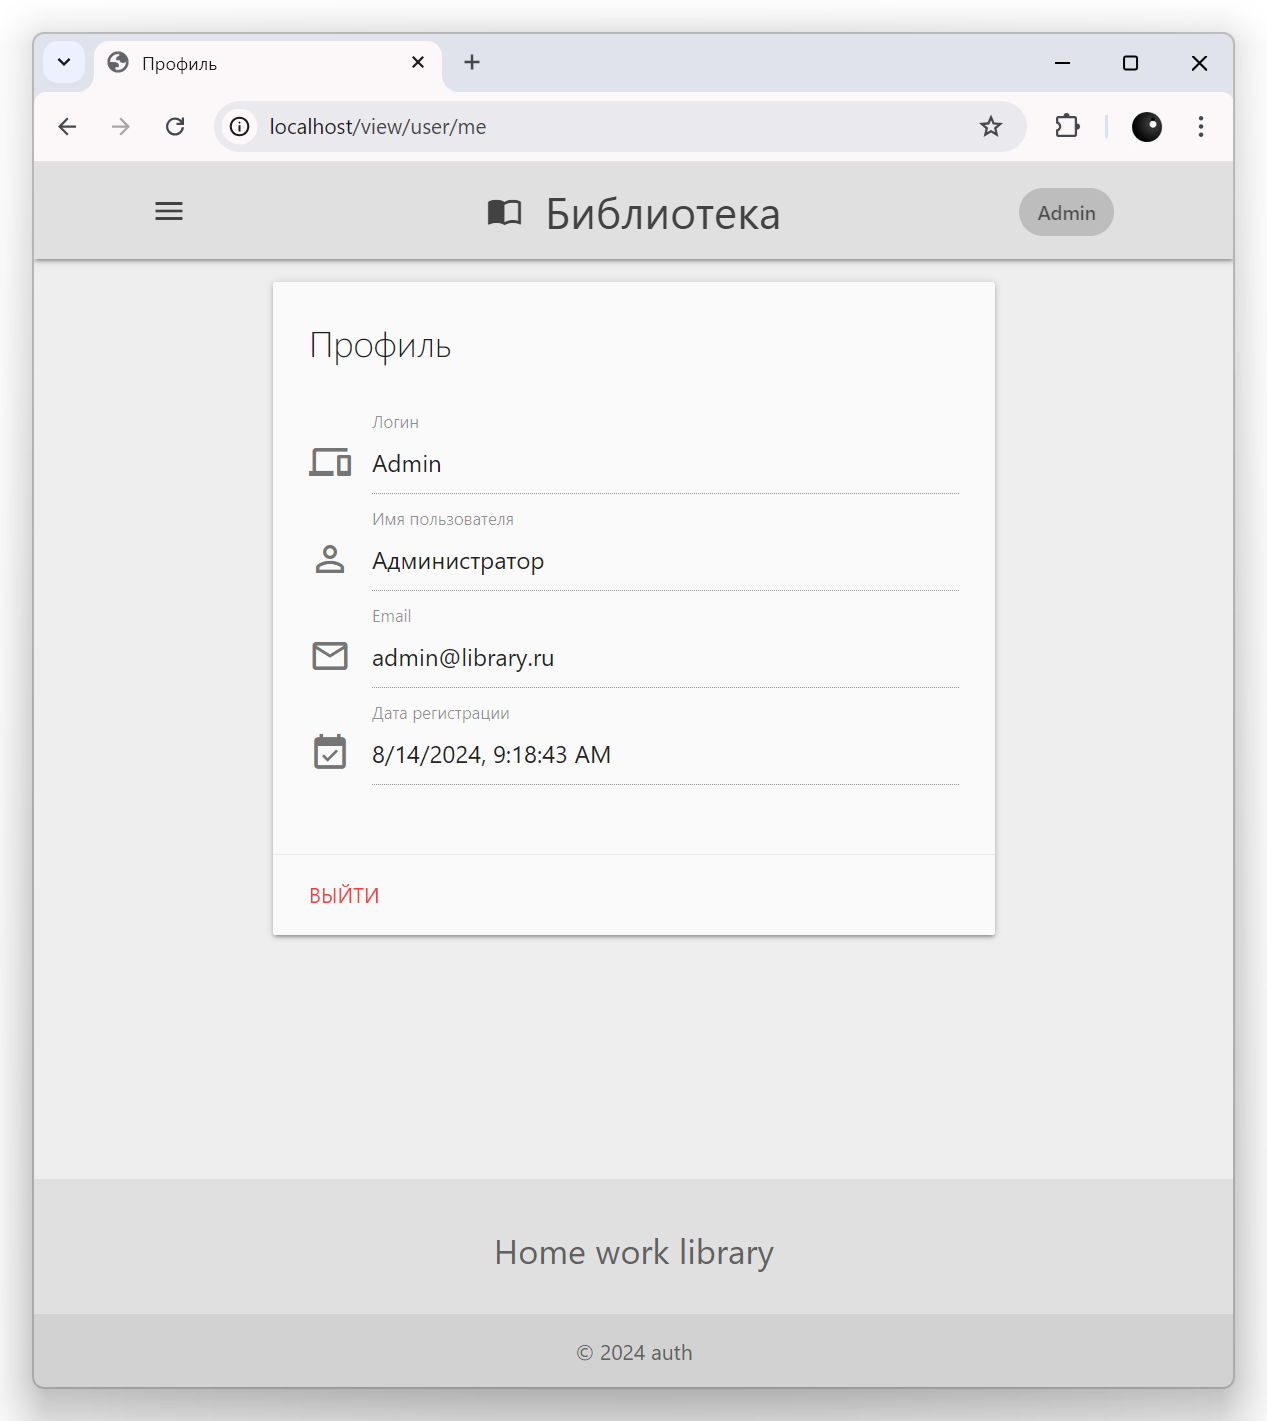 Профиль
localhost/view/user/me
Библиотека
Admin
Профиль
Логин
Admin
Имя пользователя
Администратор
Email
admin@library.ru
Дата регистрации
8/14/2024, 9:18:43 AM
ВЫЙТИ
Home work library
© 2024 auth